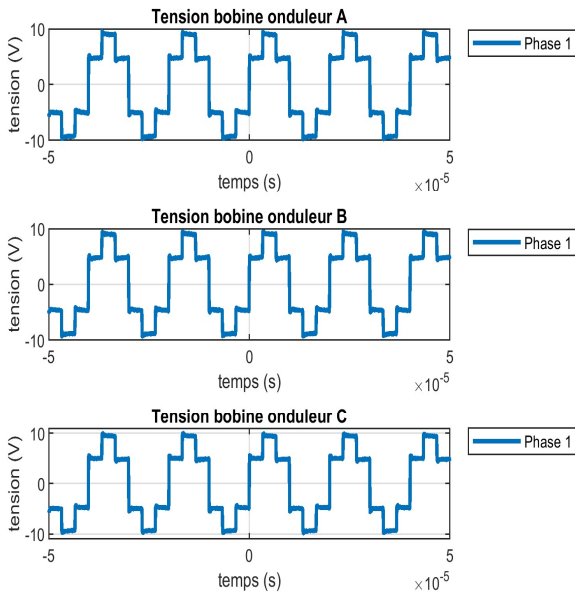 Tension bobine onduleur A
10
0
-10
tension (V)
-5
0
5
temps (s)
×10-5
Phase 1
Tension bobine onduleur B
10
0
-10
tension (V)
-5
0
5
temps (s)
×10-5
Phase 1
Tension bobine onduleur C
10
0
-10
tension (V)
-5
0
5
temps (s)
×10-5
Phase 1